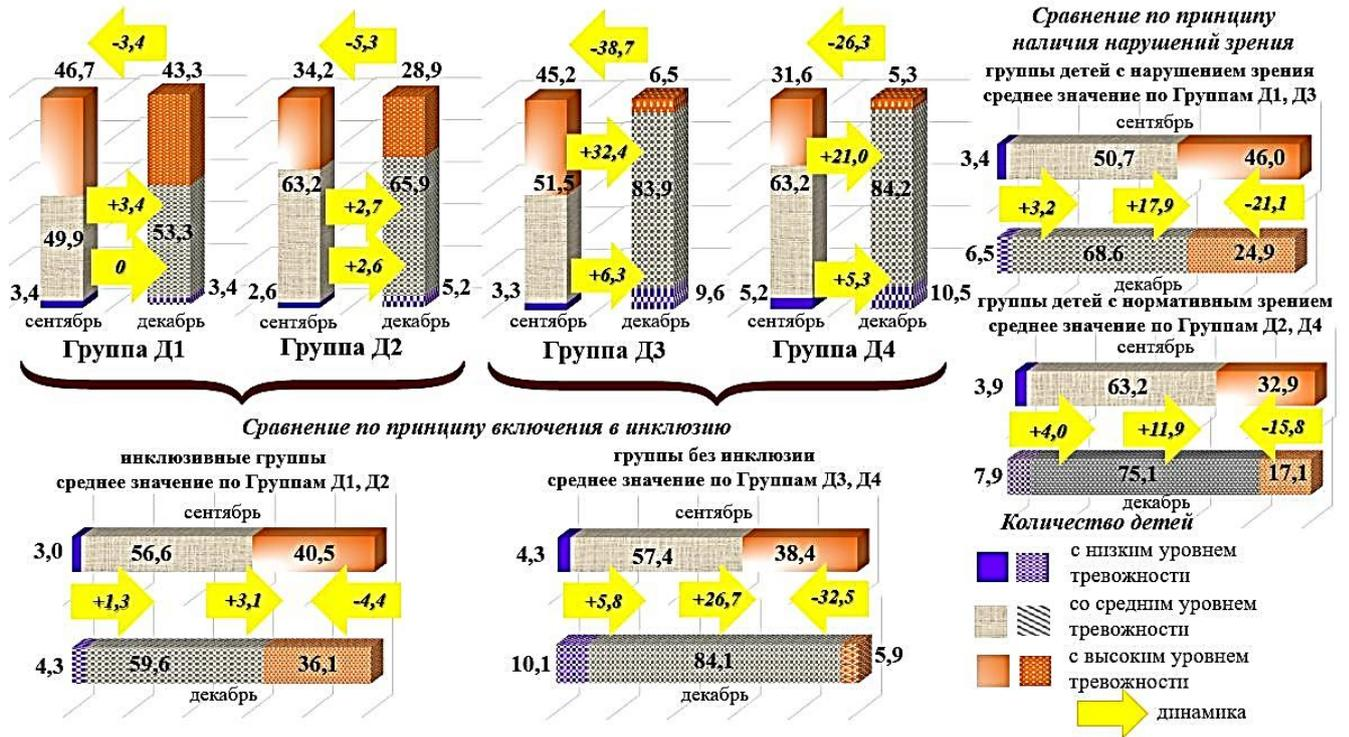 -3,4
46,7 43,3
+3,4
49,9 53,3
0
3,4 3,4
сентябрь декабрь
Группа Д1
-5,3
34,2 28,9
63,2 65,9
+2,7
+2,6
2,6 5,2
сентябрь декабрь
Группа Д2
-38,7
45,2 6,5
+32,4
51,5 83,9
+6,3
3,3 9,6
сентябрь декабрь
Группа Д3
-26,3
31,6 5,3
+21,0
63,2 84,2
+5,3
5,2 10,5
сентябрь декабрь
Группа Д4
Сравнение по принципу включения в инклюзию
инклюзивные группы
среднее значение по Группам Д1, Д2
сентябрь
3,0 56,6 40,5
+1,3 +3,1 -4,4
4,3 59,6 36,1
декабрь
группы без инклюзии
среднее значение по Группам Д3, Д4
сентябрь
4,3 57,4 38,4
+5,8 +26,7 -32,5
10,1 84,1 5,9
декабрь
Сравнение по принципу
наличия нарушений зрения
группы детей с нарушением зрения
среднее значение по Группам Д1, Д3
сентябрь
3,4 50,7 46,0
+3,2 +17,9 -21,1
6,5 68.6 24,9
декабрь
группы детей с нормативным зрением
среднее значение по Группам Д2, Д4
сентябрь
3,9 63,2 32,9
+4,0 +11,9 -15,8
7,9 75,1 17,1
декабрь
Количество детей
с низким уровнем
тревожности
со средним уровнем
тревожности
с высоким уровнем
тревожности
динамика